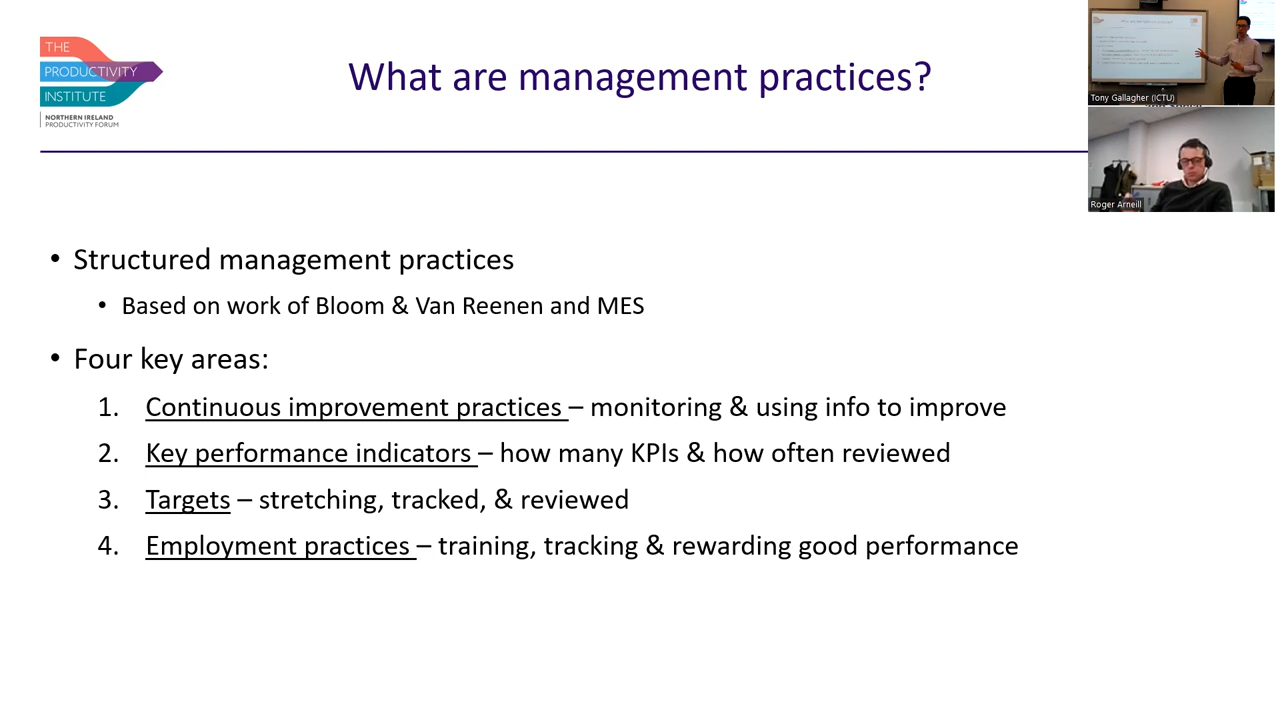 THE
PRODUCTIVITY
INSTITUTE
NORTHERN IRELAND
PRODUCTIVITY FORUM
What are management practices?
Tony Gallagher (ICTU)
Roger Arneill
• Structured management practices
• Based on work of Bloom & Van Reenen and MES
• Four key areas:
1. Continuous improvement practices – monitoring & using info to improve
2. Key performance indicators – how many KPIs & how often reviewed
3. Targets – stretching, tracked, & reviewed
4. Employment practices – training, tracking & rewarding good performance